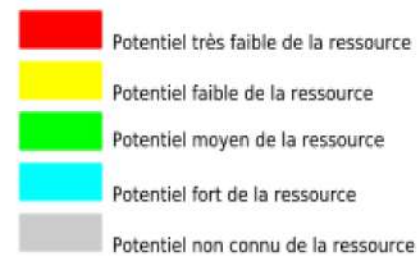 Potentiel très faible de la ressource
Potentiel faible de la ressource
Potentiel moyen de la ressource
Potentiel fort de la ressource
Potentiel non connu de la ressource